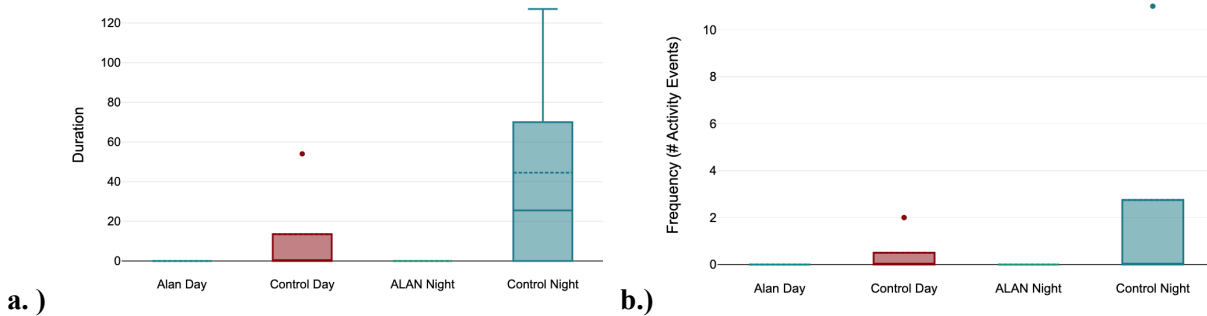 120
100
80
60
40
20
0
Duration
Alan Day
Control Day
ALAN Night
Control Night
a. )
10
8
6
4
2
0
Frequency (# Activity Events)
Alan Day
Control Day
ALAN Night
Control Night
b.)